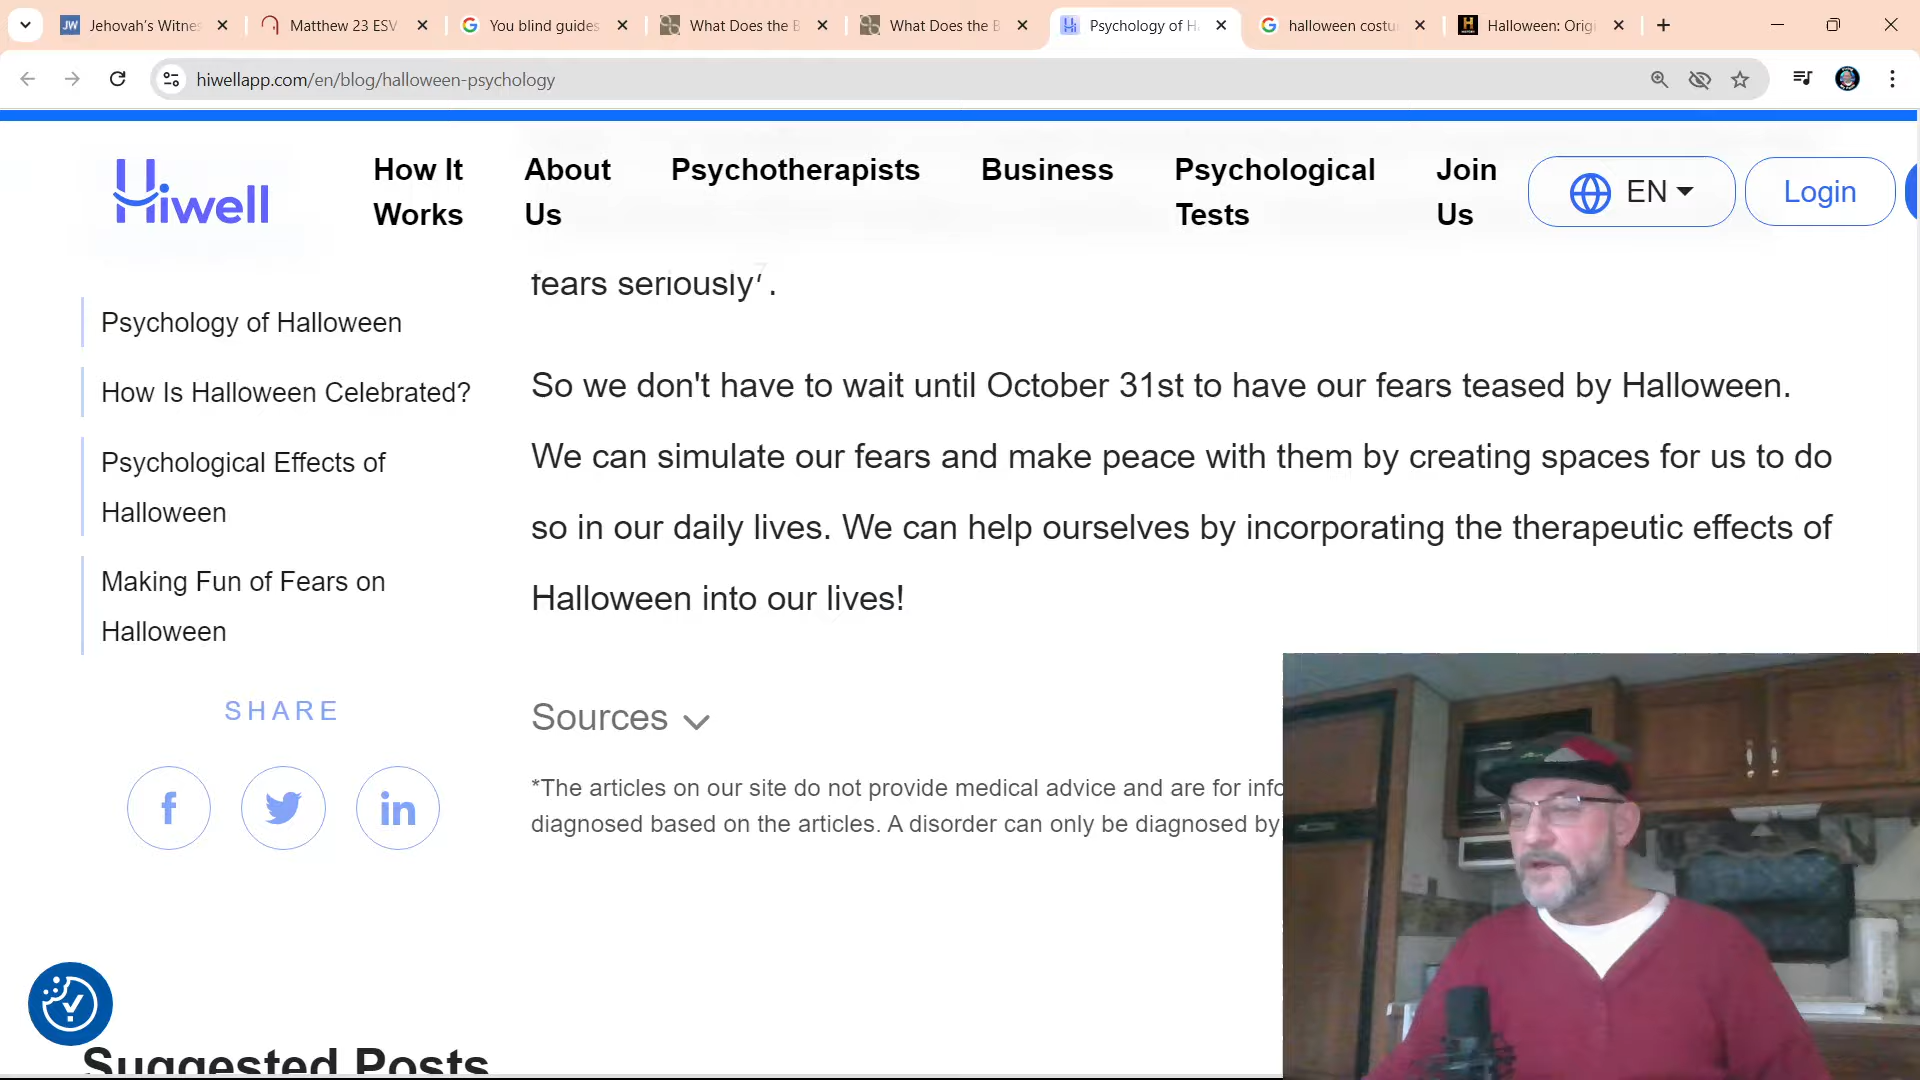 Jehovah's Witnes
Matthew 23 ESV
You blind guides
What Does the B
What Does the B
Psychology of Ha
halloween costu
Halloween: Orig
hiwellapp.com/en/blog/halloween-psychology
Hiwell
How It Works
About Us
Psychotherapists
Business
Psychological Tests
Join Us
EN
Login
Psychology of Halloween
How Is Halloween Celebrated?
Psychological Effects of
Halloween
Making Fun of Fears on
Halloween
SHARE
fears seriously⁷.
So we don't have to wait until October 31st to have our fears teased by Halloween.
We can simulate our fears and make peace with them by creating spaces for us to do
so in our daily lives. We can help ourselves by incorporating the therapeutic effects of
Halloween into our lives!
Sources
*The articles on our site do not provide medical advice and are for info
diagnosed based on the articles. A disorder can only be diagnosed by
Suggested Posts